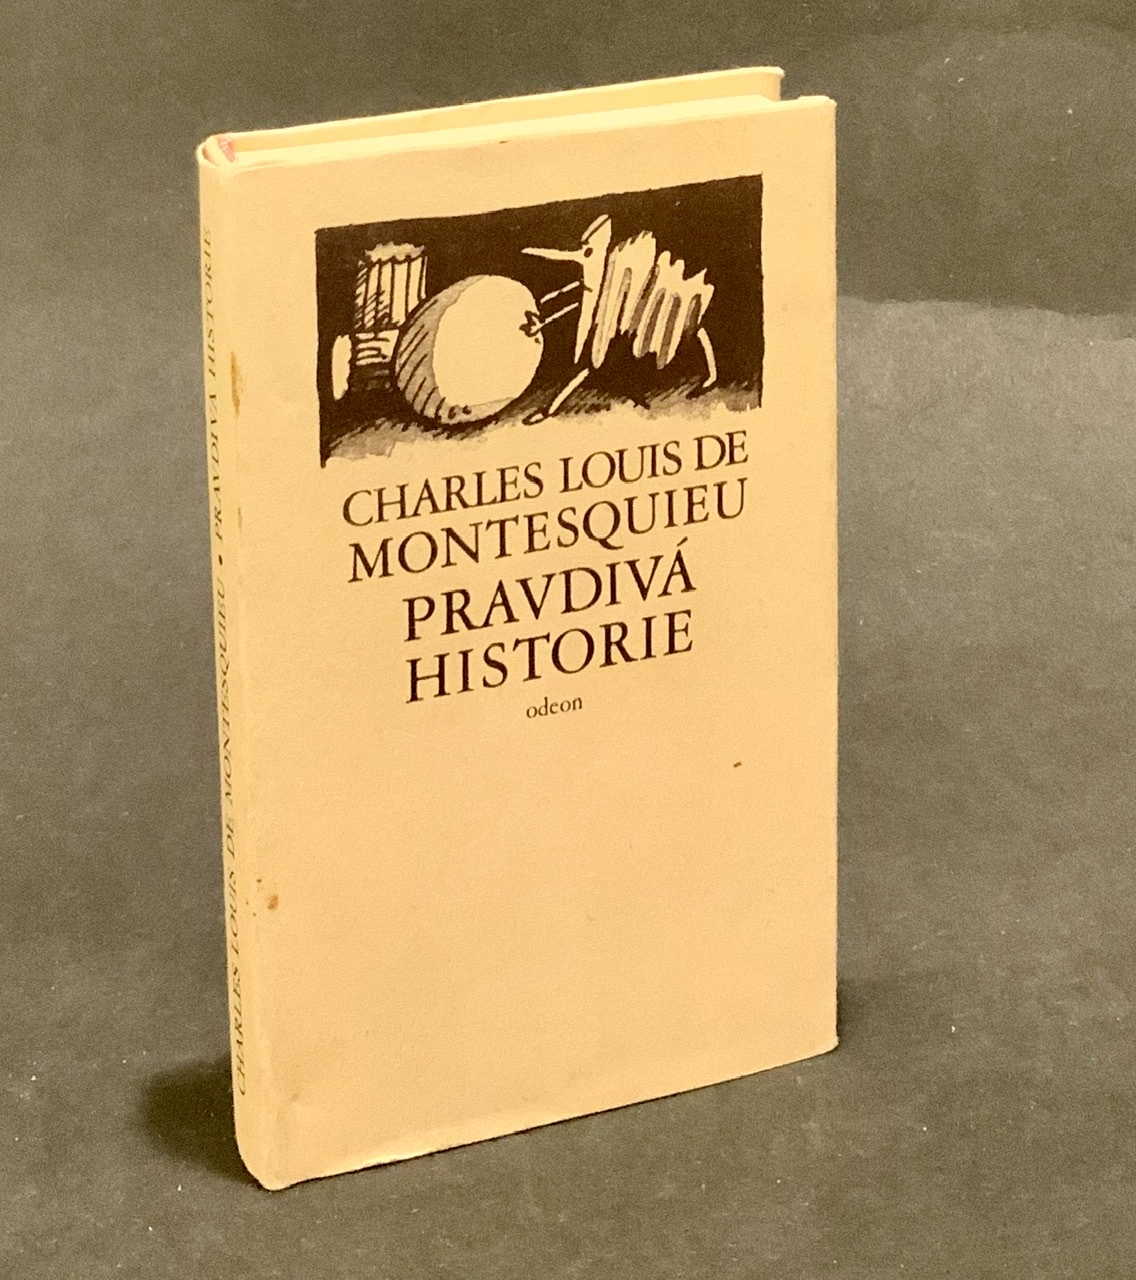 CHARLES LOUIS DE
MONTESQUIEU
PRAVDIVÁ
HISTORIE
odeon
CHARLES LOUIS DE MONTESQUIEU • PRAVDIVÁ HISTORIE